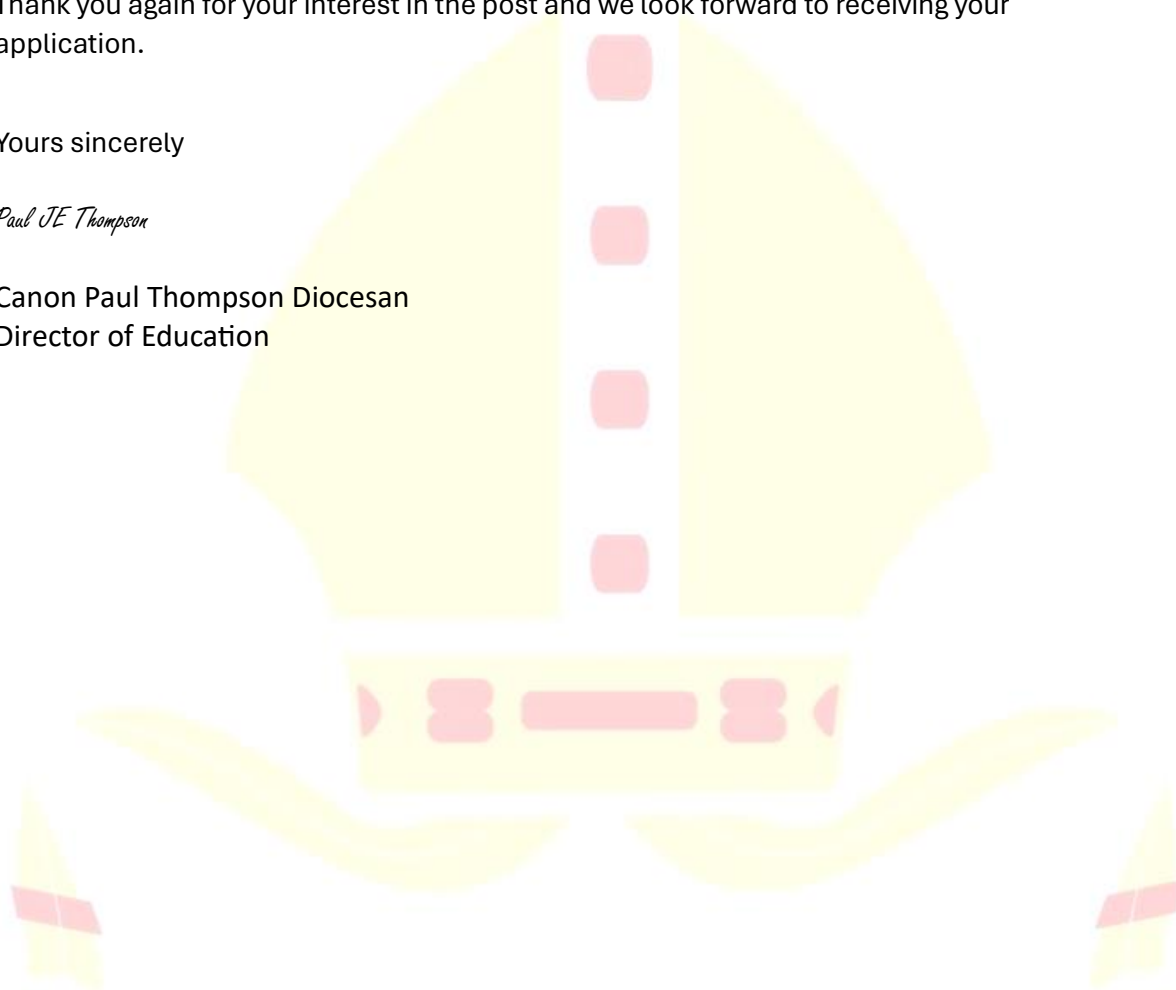 Thank you again for your interest in the post and we look forward to receiving your
application.
Yours sincerely
Paul JE Thompson
Canon Paul Thompson Diocesan
Director of Education